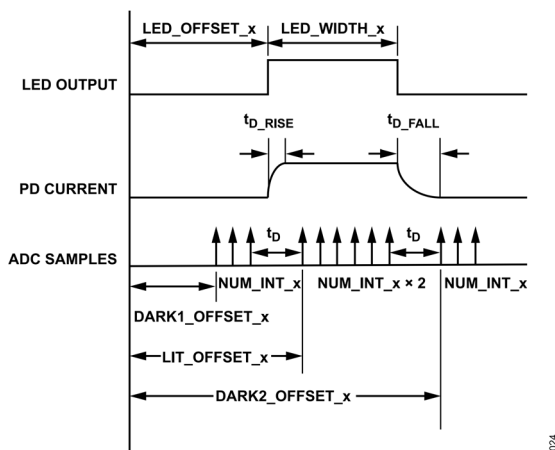 LED_OFFSET_x LED_WIDTH_x
LED OUTPUT
tD_RISE tD_FALL
PD CURRENT
tD tD
ADC SAMPLES
NUM_INT_x NUM_INT_x × 2 NUM_INT_x
DARK1_OFFSET_x
LIT_OFFSET_x
DARK2_OFFSET_x
024